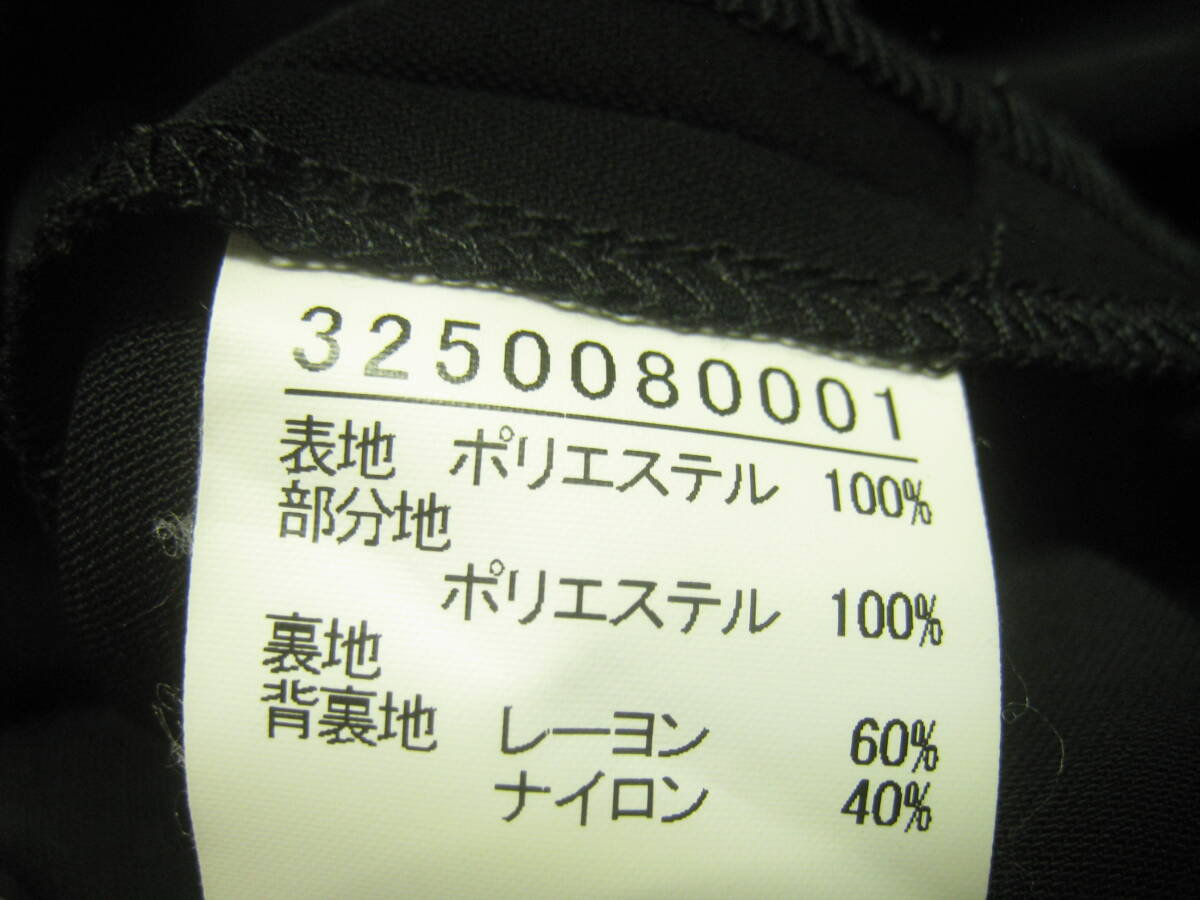 3250080001
表地 ポリエステル 100%
部分地
ポリエステル 100%
裏地
背裏地 レーヨン 60%
ナイロン 40%